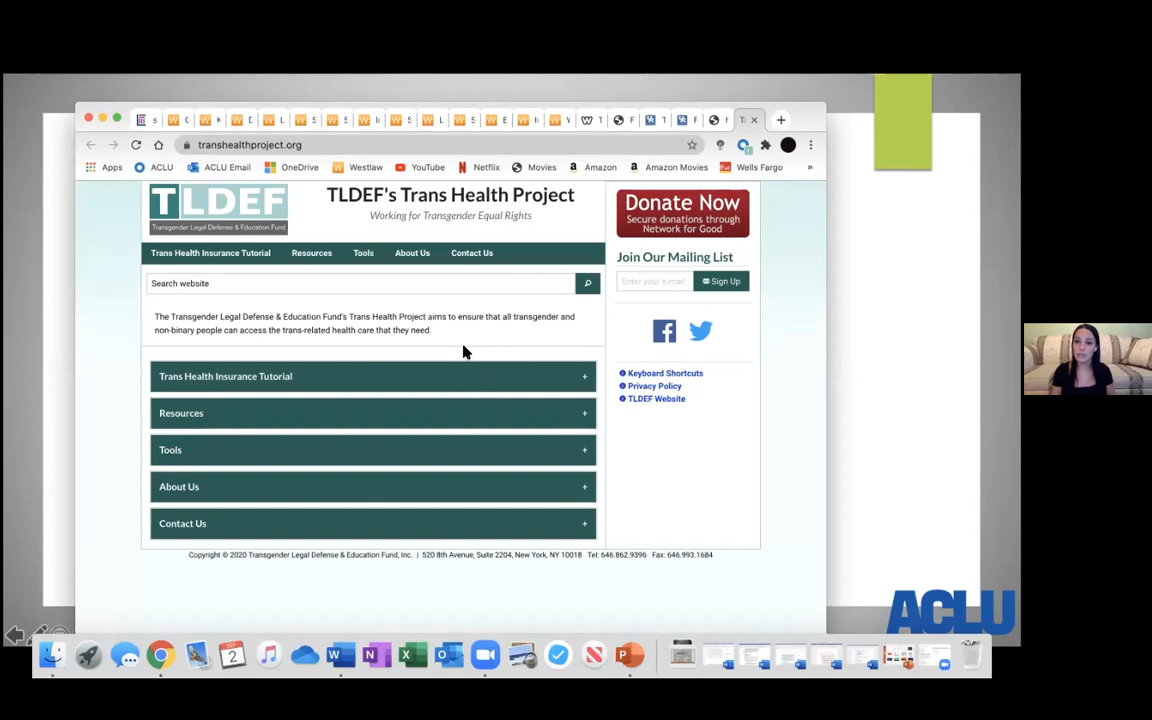 transhealthproject.org
Apps ACLU ACLU Email OneDrive Westlaw YouTube Netflix Movies Amazon Amazon Movies Wells Fargo »
TLDEF
Transgender Legal Defense & Education Fund
TLDEF's Trans Health Project
Working for Transgender Equal Rights
Donate Now
Secure donations through
Network for Good
Trans Health Insurance Tutorial Resources Tools About Us Contact Us
Join Our Mailing List
Search website
Enter your e-mail Sign Up
The Transgender Legal Defense & Education Fund's Trans Health Project aims to ensure that all transgender and
non-binary people can access the trans-related health care that they need.
Trans Health Insurance Tutorial +
Keyboard Shortcuts
Privacy Policy
TLDEF Website
Resources +
Tools +
About Us +
Contact Us +
Copyright © 2020 Transgender Legal Defense & Education Fund, Inc. | 520 8th Avenue, Suite 2204, New York, NY 10018 Tel: 646.862.9396 Fax: 646.993.1684
ACLU
SEP
2